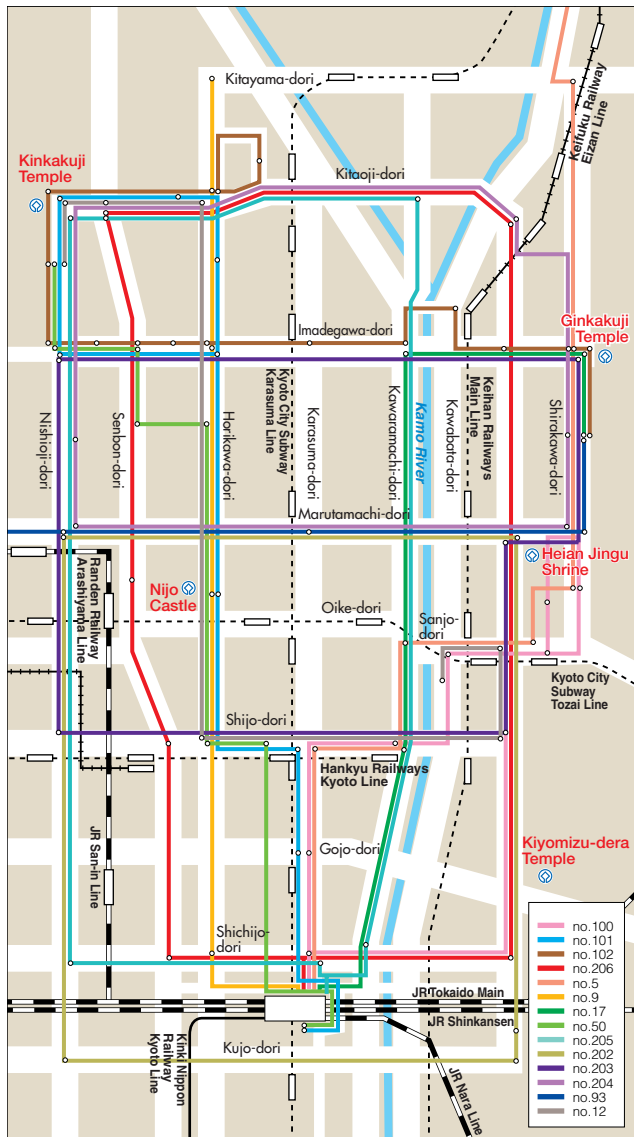 Kitayama-dori
Keifuku Railway
Eizan Line
Kinkakuji
Temple
Kitaoji-dori
Imadegawa-dori
Ginkakuji
Temple
Nishioji-dori
Senbon-dori
Horikawa-dori
Kyoto City Subway
Karasuma Line
Karasuma-dori
Kawaramachi-dori
Kamo River
Kawabata-dori
Keihan Railways
Main Line
Shirakawa-dori
Marutamachi-dori
Randen Railway
Arashiyama Line
Nijo
Castle
Heian Jingu
Shrine
Oike-dori
Sanjo-
dori
Kyoto City
Subway
Tozai Line
Shijo-dori
Hankyu Railways
Kyoto Line
JR San-in Line
Gojo-dori
Kiyomizu-dera
Temple
Shichijo-
dori
JR Tokaido Main
JR Shinkansen
Kinki Nippon
Railway
Kyoto Line
Kujo-dori
JR Nara Line
no.100
no.101
no.102
no.206
no.5
no.9
no.17
no.50
no.205
no.202
no.203
no.204
no.93
no.12